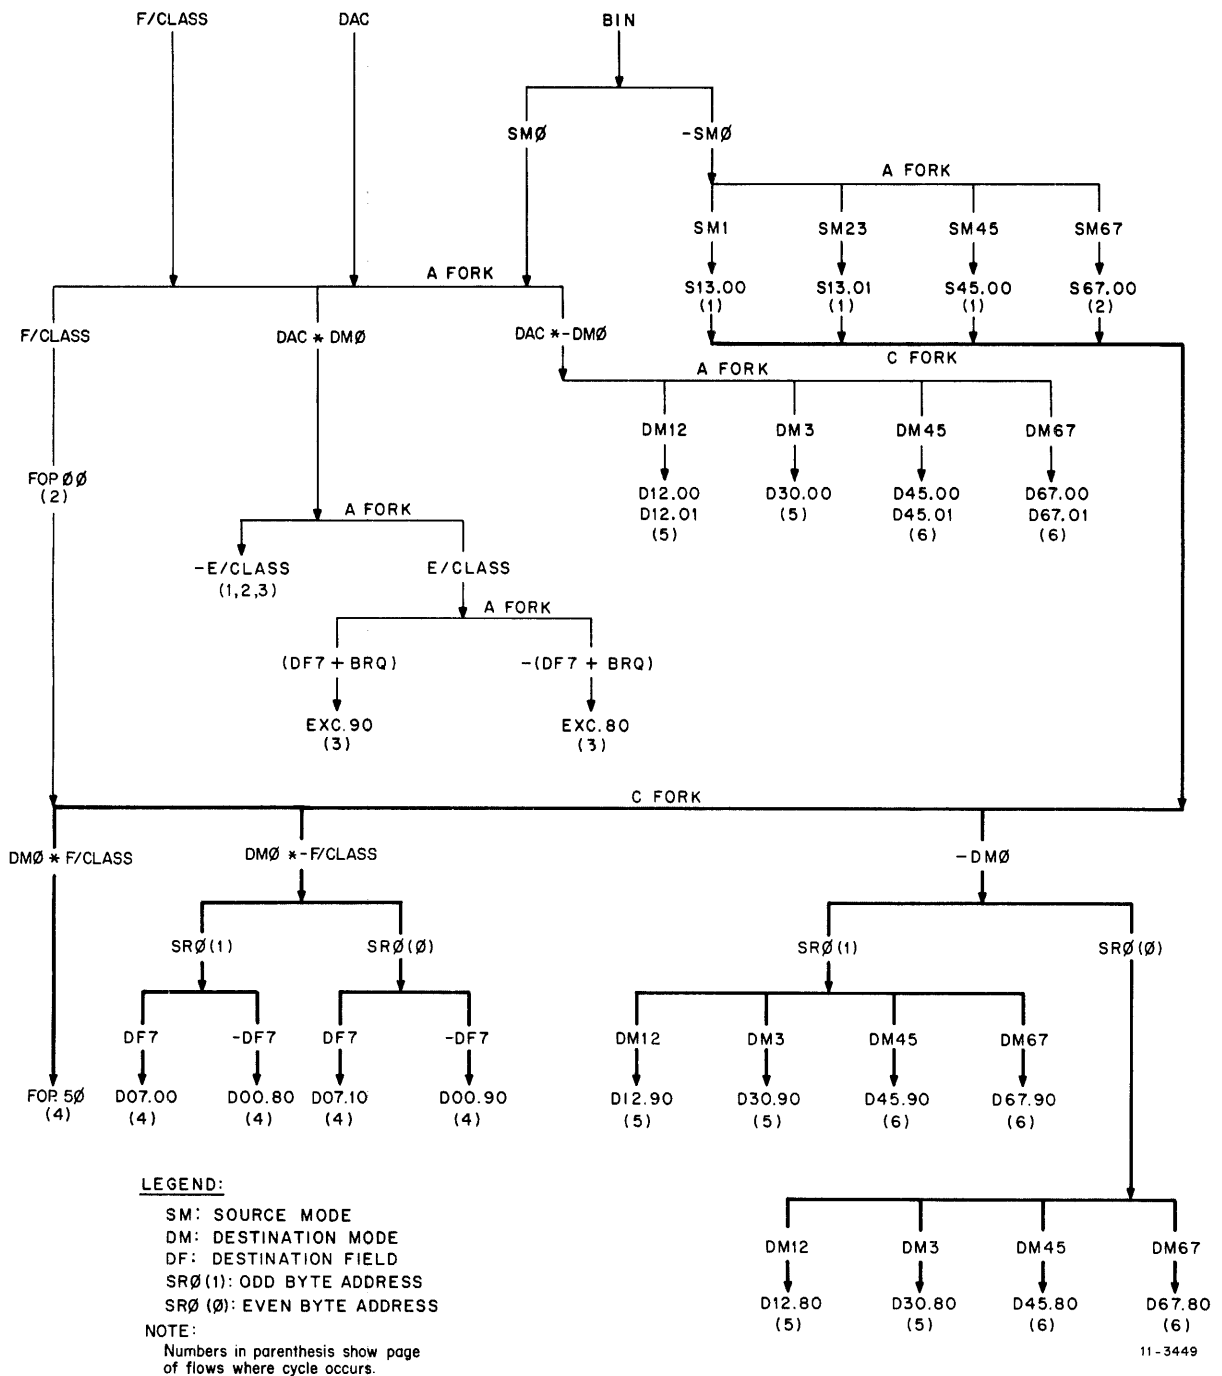 F/CLASS DAC BIN
SMØ -SMØ
A FORK
SM1 SM23 SM45 SM67
A FORK
S13.00 S13.01 S45.00 S67.00
(1) (1) (1) (2)
F/CLASS DAC * DMØ DAC *-DMØ
C FORK
A FORK
DM12 DM3 DM45 DM67
FOP.ØØ
(2)
D12.00 D30.00 D45.00 D67.00
D12.01 (5) D45.01 D67.01
(5) (6) (6)
A FORK
-E/CLASS E/CLASS
(1,2,3)
A FORK
(DF7 + BRQ) -(DF7 + BRQ)
EXC.90 EXC.80
(3) (3)
C FORK
DMØ * F/CLASS DMØ *-F/CLASS -DMØ
SRØ(1) SRØ(Ø) SRØ(1) SRØ(Ø)
DF7 -DF7 DF7 -DF7 DM12 DM3 DM45 DM67
FOP.5Ø D07.00 D00.80 D07.10 D00.90 D12.90 D30.90 D45.90 D67.90
(4) (4) (4) (4) (4) (5) (5) (6) (6)
LEGEND:
SM: SOURCE MODE
DM: DESTINATION MODE
DF: DESTINATION FIELD
SRØ(1): ODD BYTE ADDRESS
SRØ (Ø): EVEN BYTE ADDRESS
DM12 DM3 DM45 DM67
D12.80 D30.80 D45.80 D67.80
(5) (5) (6) (6)
NOTE:
Numbers in parenthesis show page
of flows where cycle occurs.
11-3449